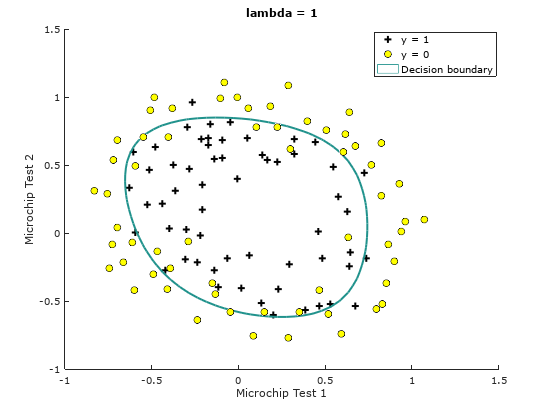 lambda = 1
1.5
y = 1
y = 0
Decision boundary
1
0.5
Microchip Test 2
0
-0.5
-1
-1 -0.5 0 0.5 1 1.5
Microchip Test 1